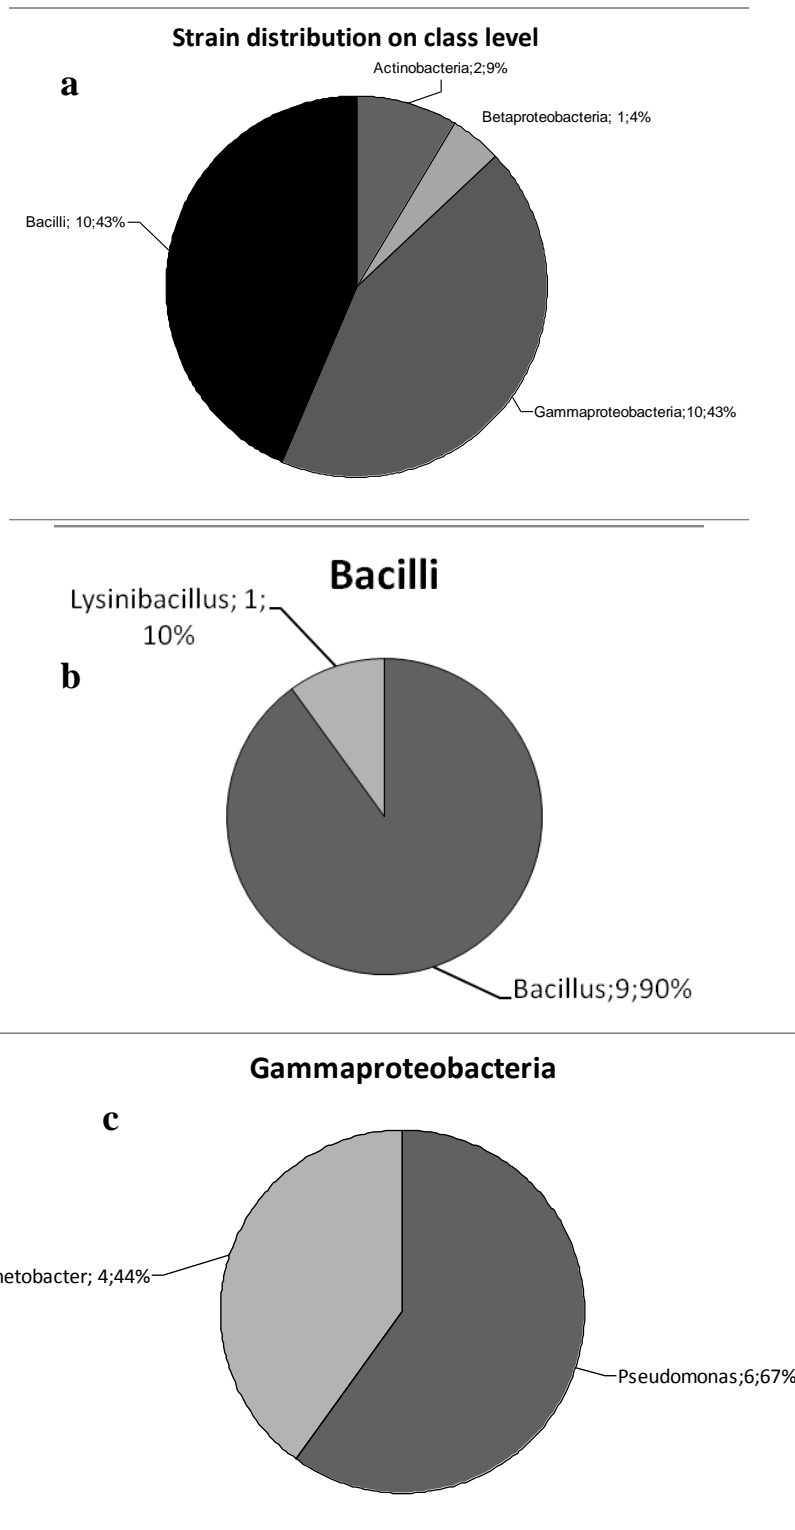 Strain distribution on class level
a
Actinobacteria;2;9%
Betaproteobacteria; 1;4%
Bacilli; 10;43%
Gammaproteobacteria;10;43%
Bacilli
Lysinibacillus; 1;
10%
b
Bacillus;9;90%
Gammaproteobacteria
c
netobacter; 4;44%
Pseudomonas;6;67%